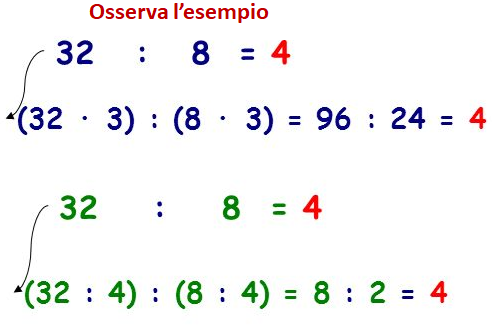 Osserva l'esempio
32 : 8 = 4
(32 · 3) : (8 · 3) = 96 : 24 = 4
32 : 8 = 4
(32 : 4) : (8 : 4) = 8 : 2 = 4